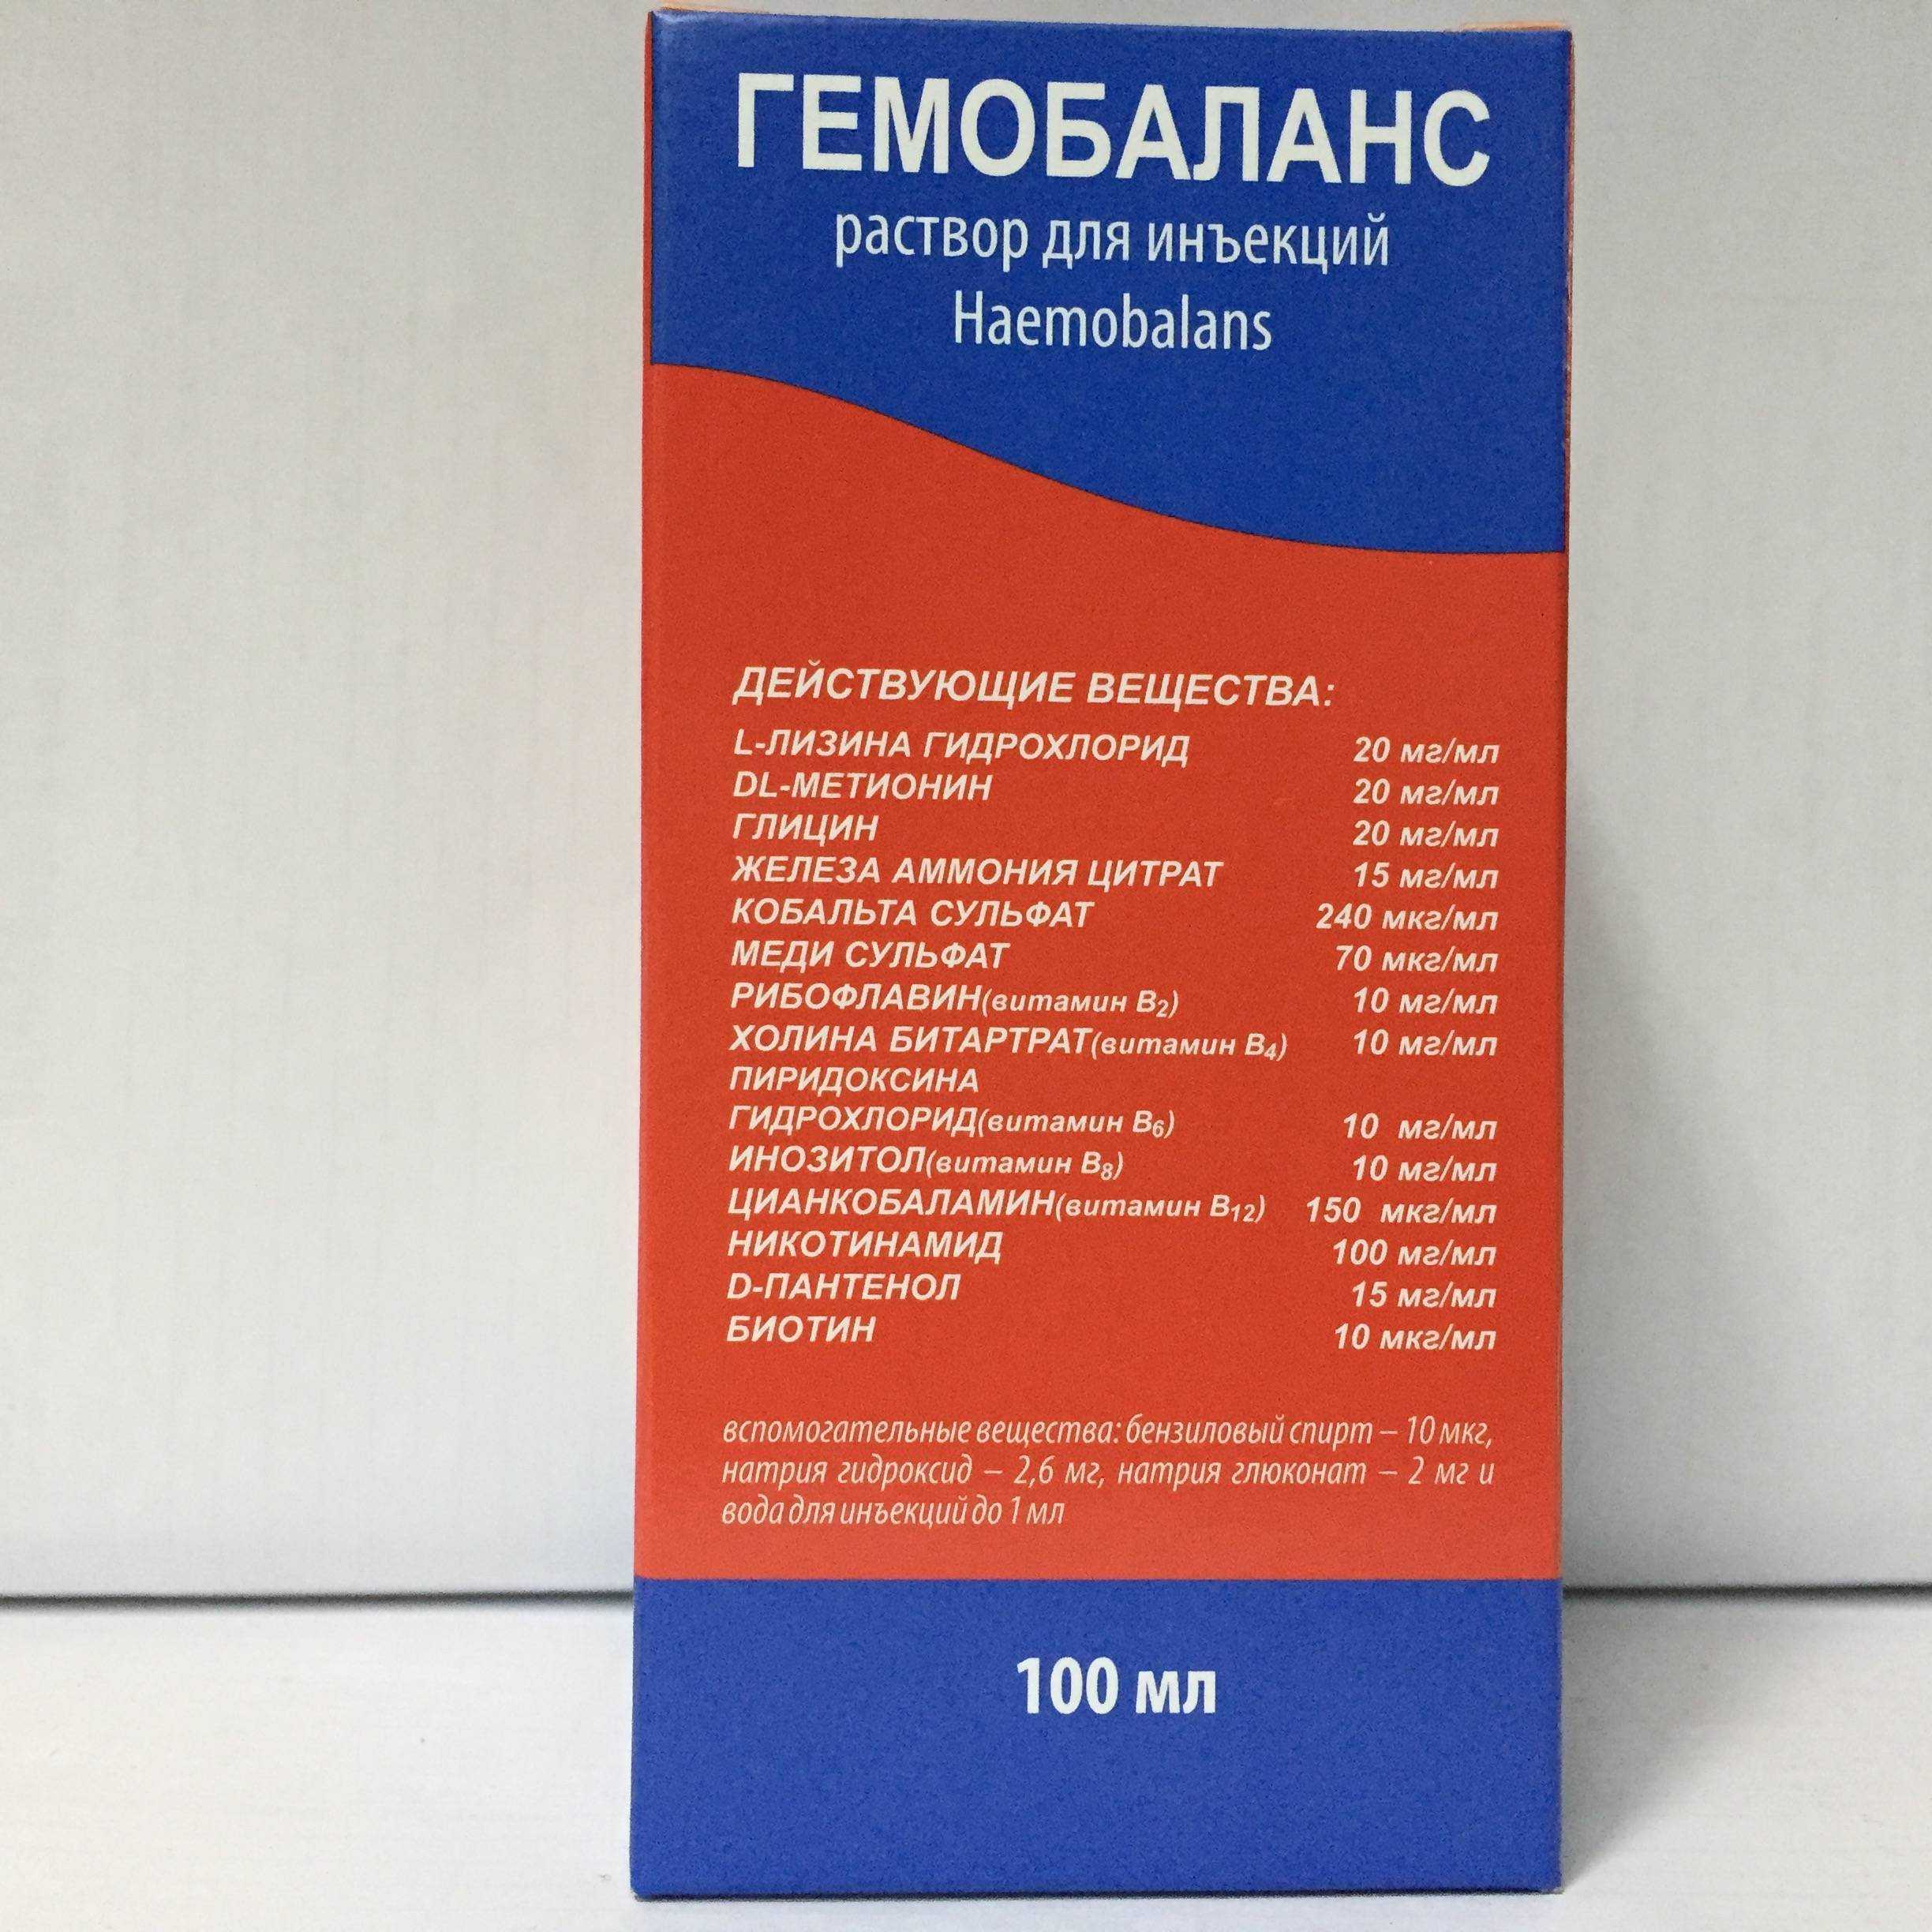 ГЕМОБАЛАНС
раствор для инъекций
Haemobalans
ДЕЙСТВУЮЩИЕ ВЕЩЕСТВА:
L-ЛИЗИНА ГИДРОХЛОРИД 20 мг/мл
DL-МЕТИОНИН 20 мг/мл
ГЛИЦИН 20 мг/мл
ЖЕЛЕЗА АММОНИЯ ЦИТРАТ 15 мг/мл
КОБАЛЬТА СУЛЬФАТ 240 мкг/мл
МЕДИ СУЛЬФАТ 70 мкг/мл
РИБОФЛАВИН(витамин B2) 10 мг/мл
ХОЛИНА БИТАРТРАТ(витамин B4) 10 мг/мл
ПИРИДОКСИНА
ГИДРОХЛОРИД(витамин B6) 10 мг/мл
ИНОЗИТОЛ(витамин B8) 10 мг/мл
ЦИАНКОБАЛАМИН(витамин B12) 150 мкг/мл
НИКОТИНАМИД 100 мг/мл
D-ПАНТЕНОЛ 15 мг/мл
БИОТИН 10 мкг/мл
вспомогательные вещества: бензиловый спирт – 10 мкг,
натрия гидроксид – 2,6 мг, натрия глюконат – 2 мг и
вода для инъекций до 1 мл
100 мл